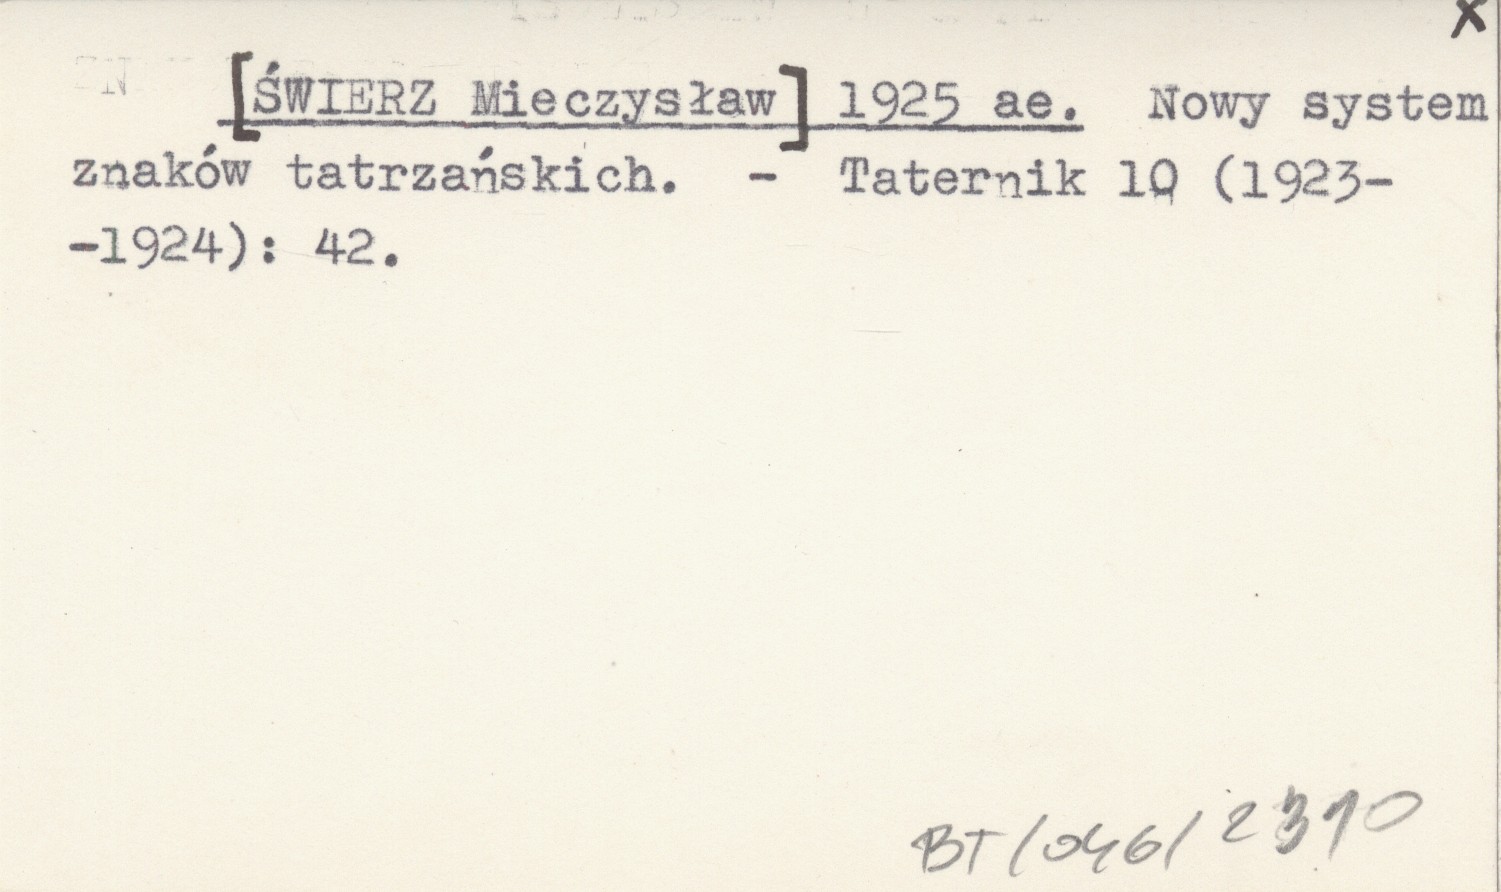 x
[ŚWIERZ Mieczysław] 1925 ae. Nowy system
znaków tatrzańskich. - Taternik 10 (1923-
-1924): 42.
BT/046/2310